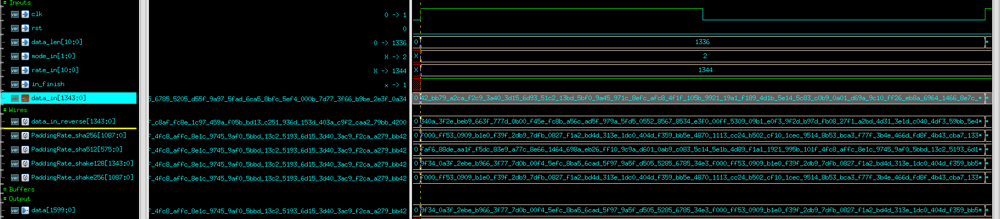 Inputs
ver clk 0 -> 1
ver rst 0
ver data_len[10:0] 0 -> 1336 0 1336 *
ver mode_in[1:0] X -> 2 X 2
ver rate_in[10:0] X -> 1344 X 1344
ver in_finish x -> 1
ver data_in[1343:0] 5_6785_5205_d55f_9a97_5fad_6ca5_8bfc_5ef4_000b_7d77_3f66_b9be_2e3f_0a34 0 42_bb79_a2ca_f2c9_3a40_3d15_6d93_51c2_13bd_5bf0_9a45_971c_8efc_afc8_4f1f_105b_9921_19a1_f189_4d1b_5e14_5c83_c0b9_0a01_d69a_9c10_ff26_eb8a_6964_1466_8e7c_* *
Wires
ver data_in_reverse[1343:0] f_c8af_fc8e_1c97_459a_f05b_bd13_c251_936d_153d_403a_c9f2_caa2_79bb_4200 0 340a_3f2e_beb9_663f_777d_0b00_f45e_fc8b_a56c_ad5f_979a_5fd5_0552_8567_8534_e3f0_00ff_5309_09b1_e0f3_9f2d_b97d_fb08_27f1_a2bd_4d31_3e1d_c040_4df3_59bb_5e4* *
ver PaddingRate_sha256[1087:0] f_4fc8_affc_8e1c_9745_9af0_5bbd_13c2_5193_6d15_3d40_3ac9_f2ca_a279_bb42 0 f000_ff53_0909_b1e0_f39f_2db9_7dfb_0827_f1a2_bd4d_313e_1dc0_404d_f359_bb5e_4870_1113_cc24_b502_cf10_1cec_9514_8b53_bca3_f77f_3b4e_466d_fd8f_4b43_cba7_133* *
ver PaddingRate_sha512[575:0] f_4fc8_affc_8e1c_9745_9af0_5bbd_13c2_5193_6d15_3d40_3ac9_f2ca_a279_bb42 0 faf6_88de_aa1f_f5dc_83e9_a77c_8e66_1464_698a_eb26_ff10_9c9a_d601_0ab9_c083_5c14_5e1b_4d89_f1a1_1921_995b_101f_4fc8_affc_8e1c_9745_9af0_5bbd_13c2_5193_6d1* *
ver PaddingRate_shake128[1343:0] f_4fc8_affc_8e1c_9745_9af0_5bbd_13c2_5193_6d15_3d40_3ac9_f2ca_a279_bb42 0 9f34_0a3f_2ebe_b966_3f77_7d0b_00f4_5efc_8ba5_6cad_5f97_9a5f_d505_5285_6785_34e3_f000_ff53_0909_b1e0_f39f_2db9_7dfb_0827_f1a2_bd4d_313e_1dc0_404d_f359_bb5* *
ver PaddingRate_shake256[1087:0] f_4fc8_affc_8e1c_9745_9af0_5bbd_13c2_5193_6d15_3d40_3ac9_f2ca_a279_bb42 0 f000_ff53_0909_b1e0_f39f_2db9_7dfb_0827_f1a2_bd4d_313e_1dc0_404d_f359_bb5e_4870_1113_cc24_b502_cf10_1cec_9514_8b53_bca3_f77f_3b4e_466d_fd8f_4b43_cba7_133* *
Buffers
Output
ver data[1599:0] f_4fc8_affc_8e1c_9745_9af0_5bbd_13c2_5193_6d15_3d40_3ac9_f2ca_a279_bb42 0 9f34_0a3f_2ebe_b966_3f77_7d0b_00f4_5efc_8ba5_6cad_5f97_9a5f_d505_5285_6785_34e3_f000_ff53_0909_b1e0_f39f_2db9_7dfb_0827_f1a2_bd4d_313e_1dc0_404d_f359_bb5* *